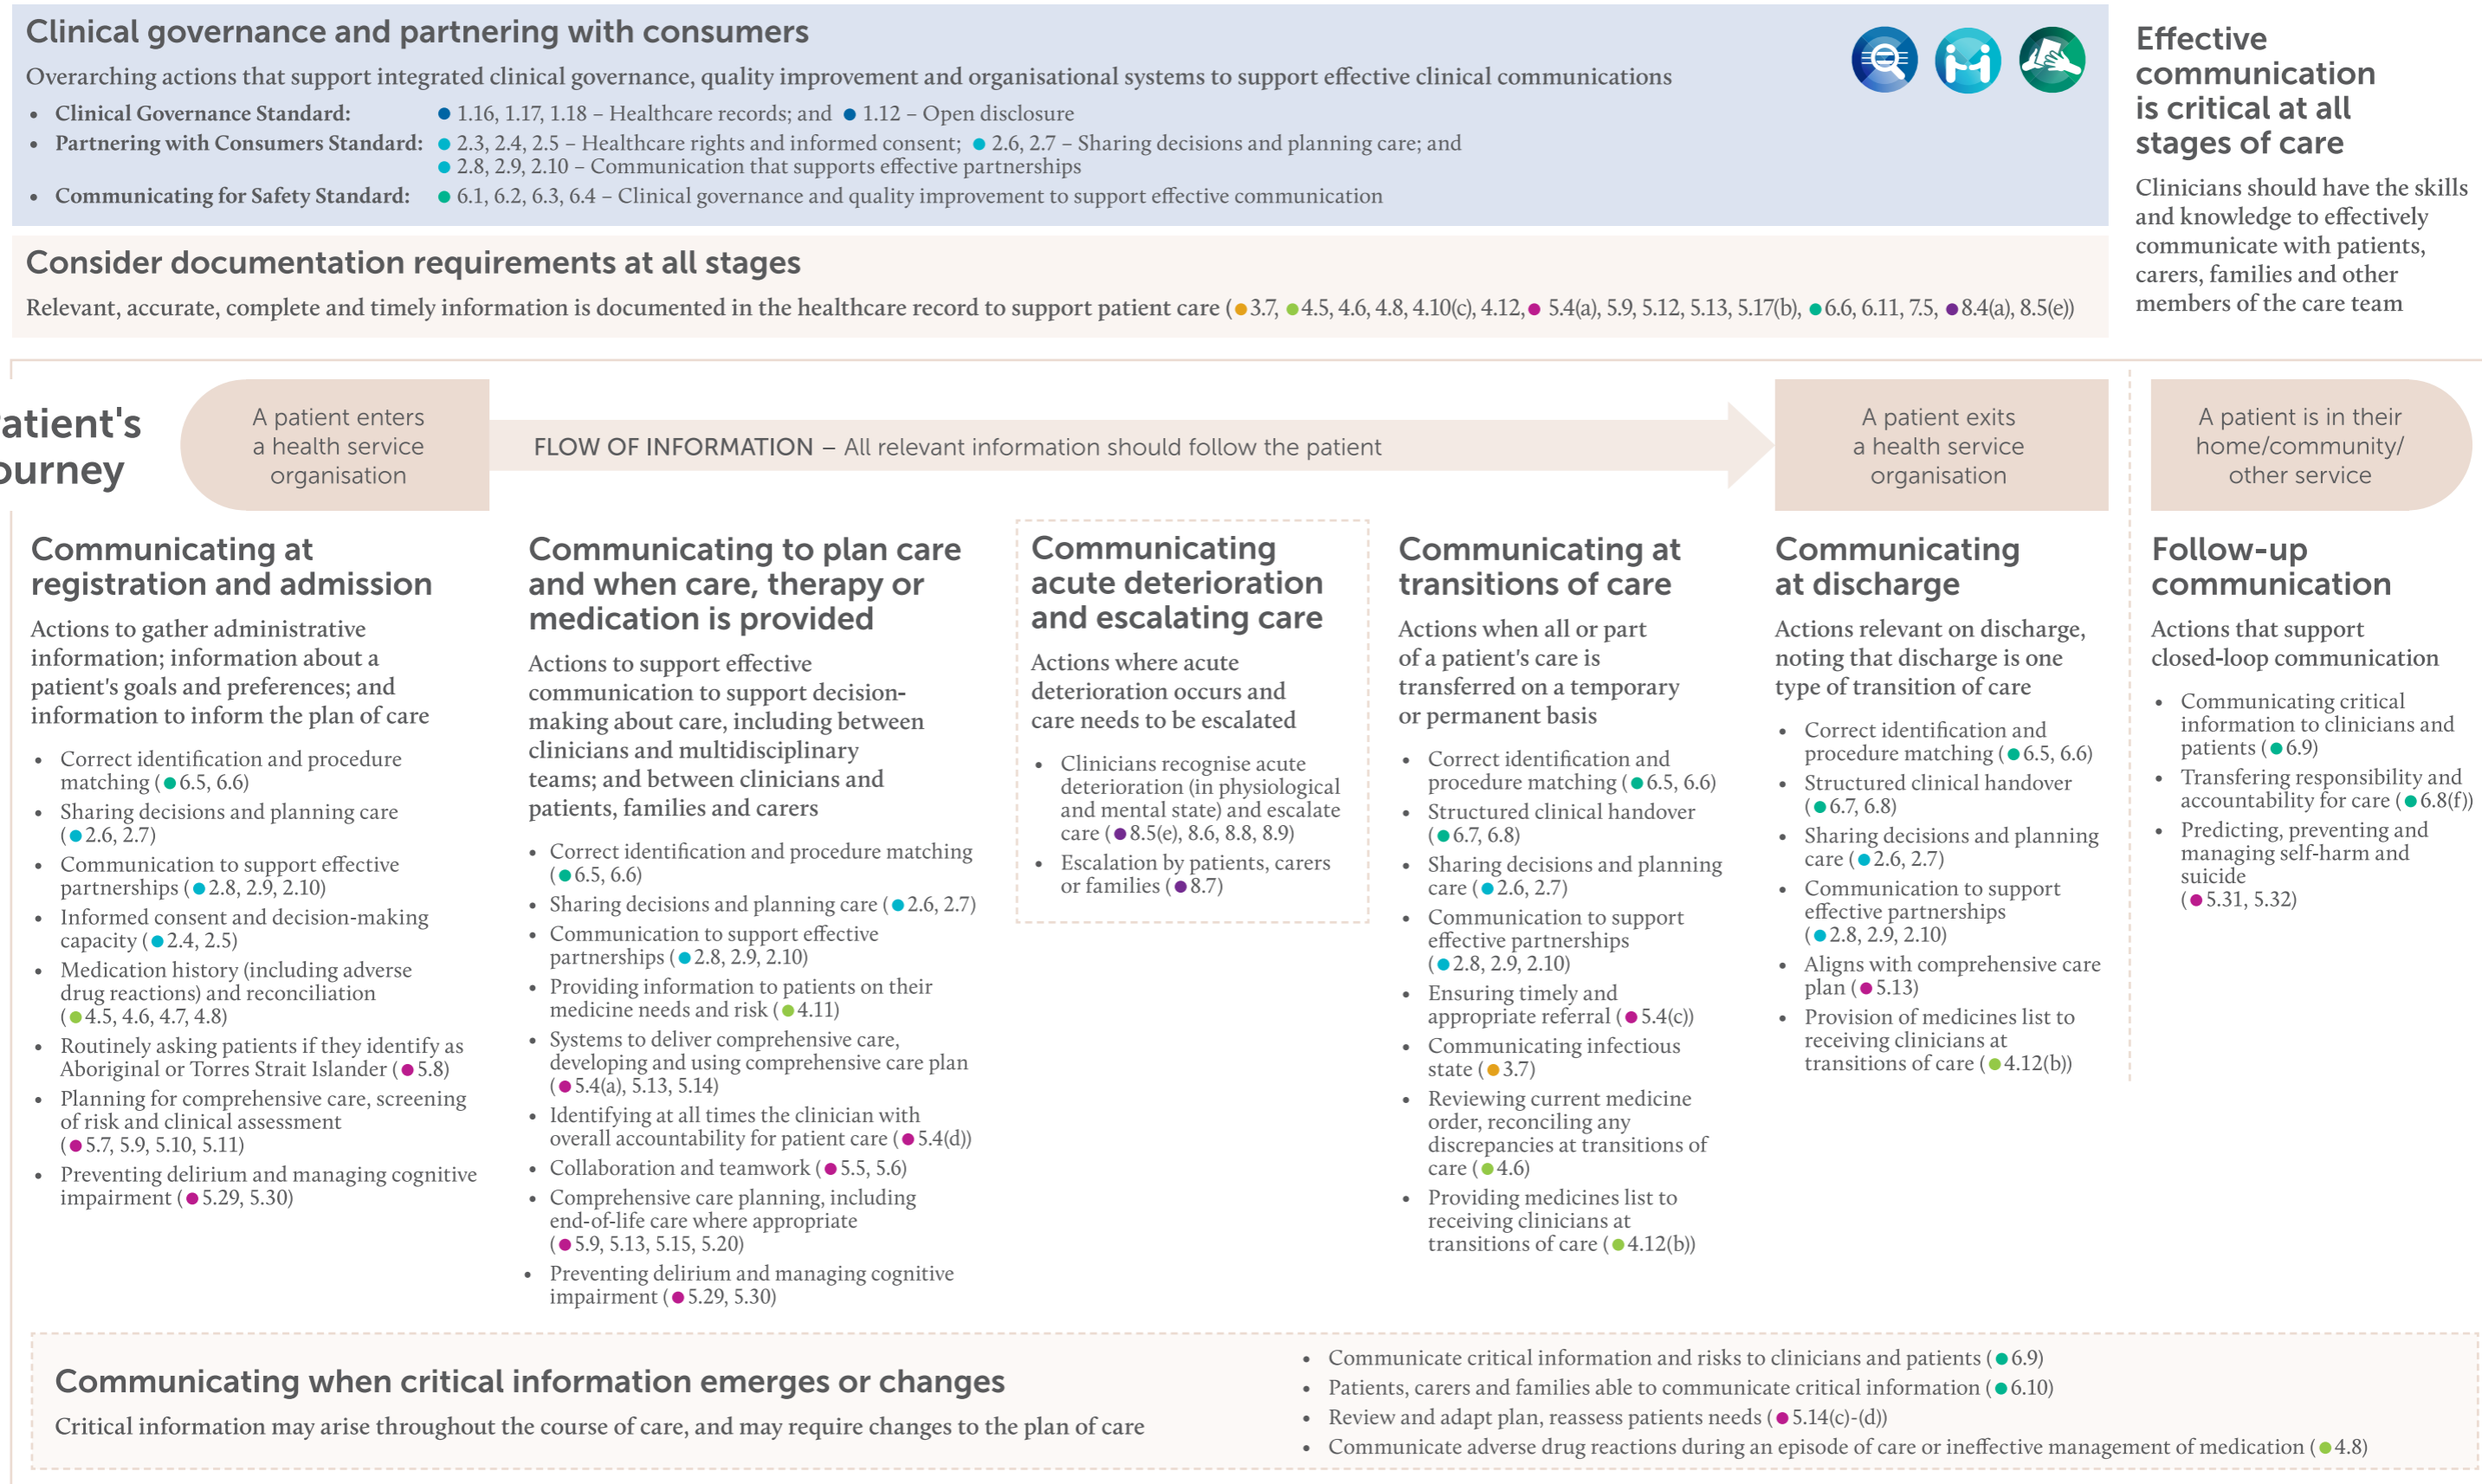 Clinical governance and partnering with consumers
Overarching actions that support integrated clinical governance, quality improvement and organisational systems to support effective clinical communications
• Clinical Governance Standard: ● 1.16, 1.17, 1.18 – Healthcare records; and ● 1.12 – Open disclosure
• Partnering with Consumers Standard: ● 2.3, 2.4, 2.5 – Healthcare rights and informed consent; ● 2.6, 2.7 – Sharing decisions and planning care; and
● 2.8, 2.9, 2.10 – Communication that supports effective partnerships
• Communicating for Safety Standard: ● 6.1, 6.2, 6.3, 6.4 – Clinical governance and quality improvement to support effective communication
Effective
communication
is critical at all
stages of care
Clinicians should have the skills
and knowledge to effectively
communicate with patients,
carers, families and other
members of the care team
Consider documentation requirements at all stages
Relevant, accurate, complete and timely information is documented in the healthcare record to support patient care (● 3.7, ● 4.5, 4.6, 4.8, 4.10(c), 4.12, ● 5.4(a), 5.9, 5.12, 5.13, 5.17(b), ● 6.6, 6.11, 7.5, ● 8.4(a), 8.5(e))
atient's
ourney
A patient enters
a health service
organisation
FLOW OF INFORMATION – All relevant information should follow the patient
A patient exits
a health service
organisation
A patient is in their
home/community/
other service
Communicating at
registration and admission
Actions to gather administrative
information; information about a
patient's goals and preferences; and
information to inform the plan of care
• Correct identification and procedure
matching (● 6.5, 6.6)
• Sharing decisions and planning care
(● 2.6, 2.7)
• Communication to support effective
partnerships (● 2.8, 2.9, 2.10)
• Informed consent and decision-making
capacity (● 2.4, 2.5)
• Medication history (including adverse
drug reactions) and reconciliation
(● 4.5, 4.6, 4.7, 4.8)
• Routinely asking patients if they identify as
Aboriginal or Torres Strait Islander (● 5.8)
• Planning for comprehensive care, screening
of risk and clinical assessment
(● 5.7, 5.9, 5.10, 5.11)
• Preventing delirium and managing cognitive
impairment (● 5.29, 5.30)
Communicating to plan care
and when care, therapy or
medication is provided
Actions to support effective
communication to support decision-
making about care, including between
clinicians and multidisciplinary
teams; and between clinicians and
patients, families and carers
• Correct identification and procedure matching
(● 6.5, 6.6)
• Sharing decisions and planning care (● 2.6, 2.7)
• Communication to support effective
partnerships (● 2.8, 2.9, 2.10)
• Providing information to patients on their
medicine needs and risk (● 4.11)
• Systems to deliver comprehensive care,
developing and using comprehensive care plan
(● 5.4(a), 5.13, 5.14)
• Identifying at all times the clinician with
overall accountability for patient care (● 5.4(d))
• Collaboration and teamwork (● 5.5, 5.6)
• Comprehensive care planning, including
end-of-life care where appropriate
(● 5.9, 5.13, 5.15, 5.20)
• Preventing delirium and managing cognitive
impairment (● 5.29, 5.30)
Communicating
acute deterioration
and escalating care
Actions where acute
deterioration occurs and
care needs to be escalated
• Clinicians recognise acute
deterioration (in physiological
and mental state) and escalate
care (● 8.5(e), 8.6, 8.8, 8.9)
• Escalation by patients, carers
or families (● 8.7)
Communicating at
transitions of care
Actions when all or part
of a patient's care is
transferred on a temporary
or permanent basis
• Correct identification and
procedure matching (● 6.5, 6.6)
• Structured clinical handover
(● 6.7, 6.8)
• Sharing decisions and planning
care (● 2.6, 2.7)
• Communication to support
effective partnerships
(● 2.8, 2.9, 2.10)
• Ensuring timely and
appropriate referral (● 5.4(c))
• Communicating infectious
state (● 3.7)
• Reviewing current medicine
order, reconciling any
discrepancies at transitions of
care (● 4.6)
• Providing medicines list to
receiving clinicians at
transitions of care (● 4.12(b))
Communicating
at discharge
Actions relevant on discharge,
noting that discharge is one
type of transition of care
• Correct identification and
procedure matching (● 6.5, 6.6)
• Structured clinical handover
(● 6.7, 6.8)
• Sharing decisions and planning
care (● 2.6, 2.7)
• Communication to support
effective partnerships
(● 2.8, 2.9, 2.10)
• Aligns with comprehensive care
plan (● 5.13)
• Provision of medicines list to
receiving clinicians at
transitions of care (● 4.12(b))
Follow-up
communication
Actions that support
closed-loop communication
• Communicating critical
information to clinicians and
patients (● 6.9)
• Transfering responsibility and
accountability for care (● 6.8(f))
• Predicting, preventing and
managing self-harm and
suicide
(● 5.31, 5.32)
Communicating when critical information emerges or changes
Critical information may arise throughout the course of care, and may require changes to the plan of care
• Communicate critical information and risks to clinicians and patients (● 6.9)
• Patients, carers and families able to communicate critical information (● 6.10)
• Review and adapt plan, reassess patients needs (● 5.14(c)-(d))
• Communicate adverse drug reactions during an episode of care or ineffective management of medication (● 4.8)